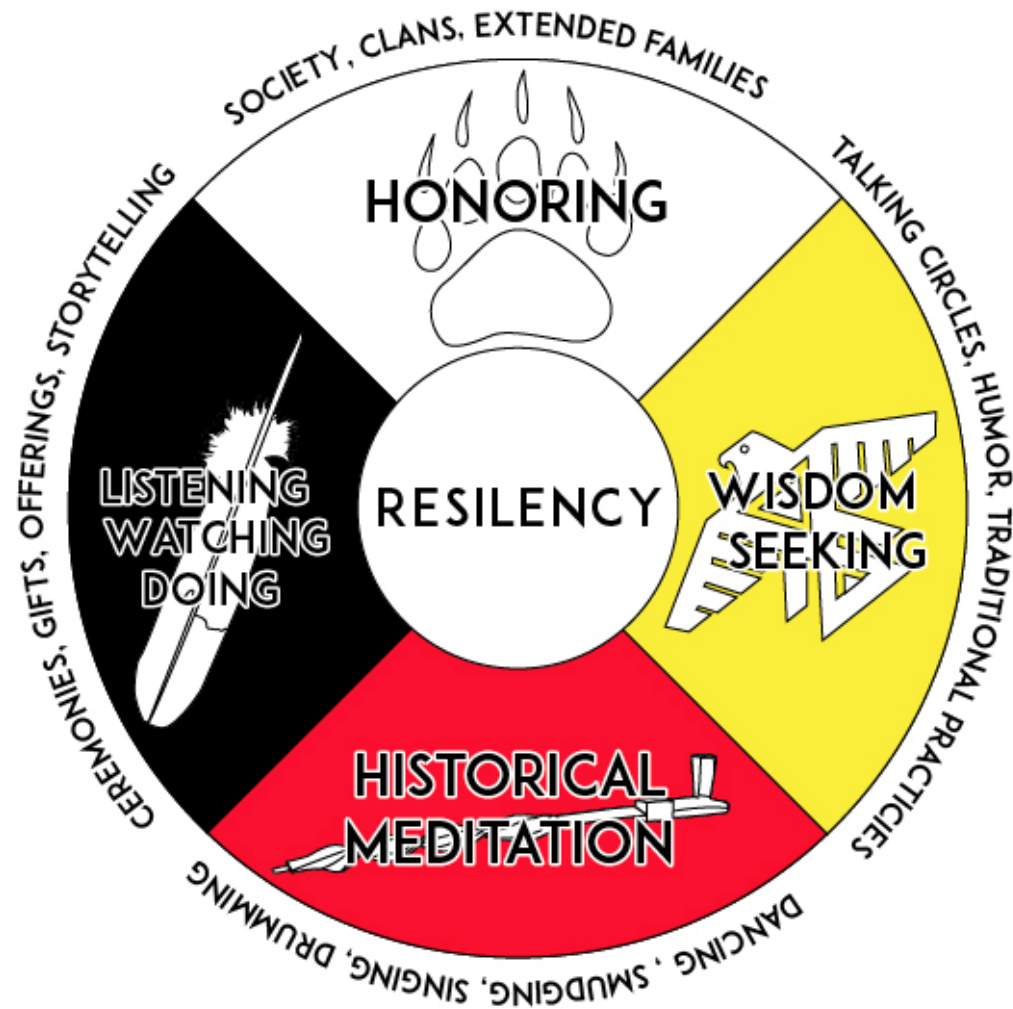 SOCIETY, CLANS, EXTENDED FAMILIES
TALKING CIRCLES, HUMOR, TRADITIONAL PRACTICIES
DANCING, SMUDGING, SINGING, DRUMMING
CEREMONIES, GIFTS, OFFERINGS, STORYTELLING
HONORING
WISDOM
SEEKING
HISTORICAL
MEDITATION
LISTENING
WATCHING
DOING
RESILENCY